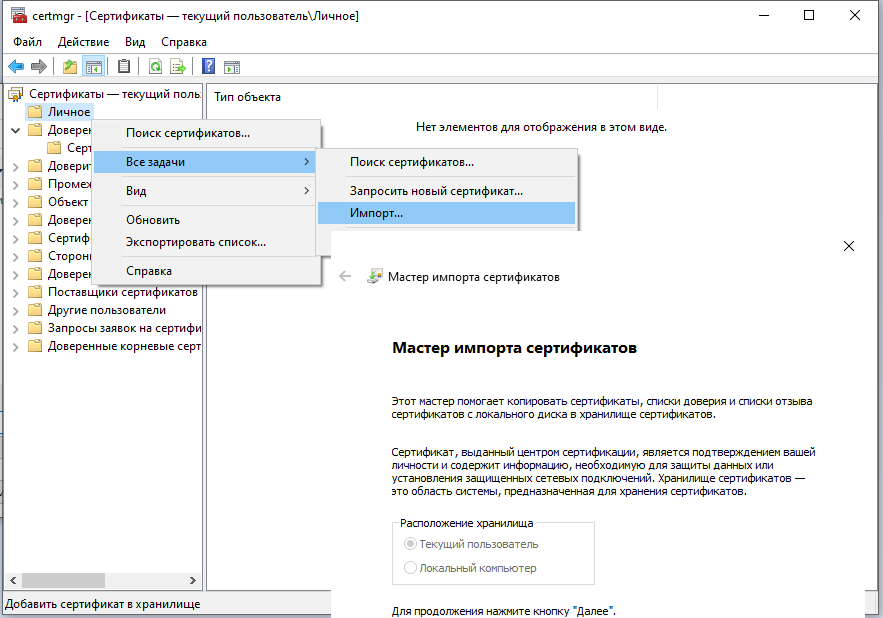 certmgr - [Сертификаты — текущий пользователь\Личное]
Файл Действие Вид Справка
Сертификаты — текущий поль
Личное
Доверен
Серт
Доверит
Промеж
Объект
Доверен
Сертиф
Сторонн
Доверен
Поставщики сертификатов
Другие пользователи
Запросы заявок на сертифи
Доверенные корневые серт
Тип объекта
Нет элементов для отображения в этом виде.
Поиск сертификатов...
Все задачи
Вид
Обновить
Экспортировать список...
Справка
Поиск сертификатов...
Запросить новый сертификат...
Импорт...
Мастер импорта сертификатов
Мастер импорта сертификатов
Этот мастер помогает копировать сертификаты, списки доверия и списки отзыва
сертификатов с локального диска в хранилище сертификатов.
Сертификат, выданный центром сертификации, является подтверждением вашей
личности и содержит информацию, необходимую для защиты данных или
установления защищенных сетевых подключений. Хранилище сертификатов —
это область системы, предназначенная для хранения сертификатов.
Расположение хранилища
Текущий пользователь
Локальный компьютер
Для продолжения нажмите кнопку "Далее".
Добавить сертификат в хранилище